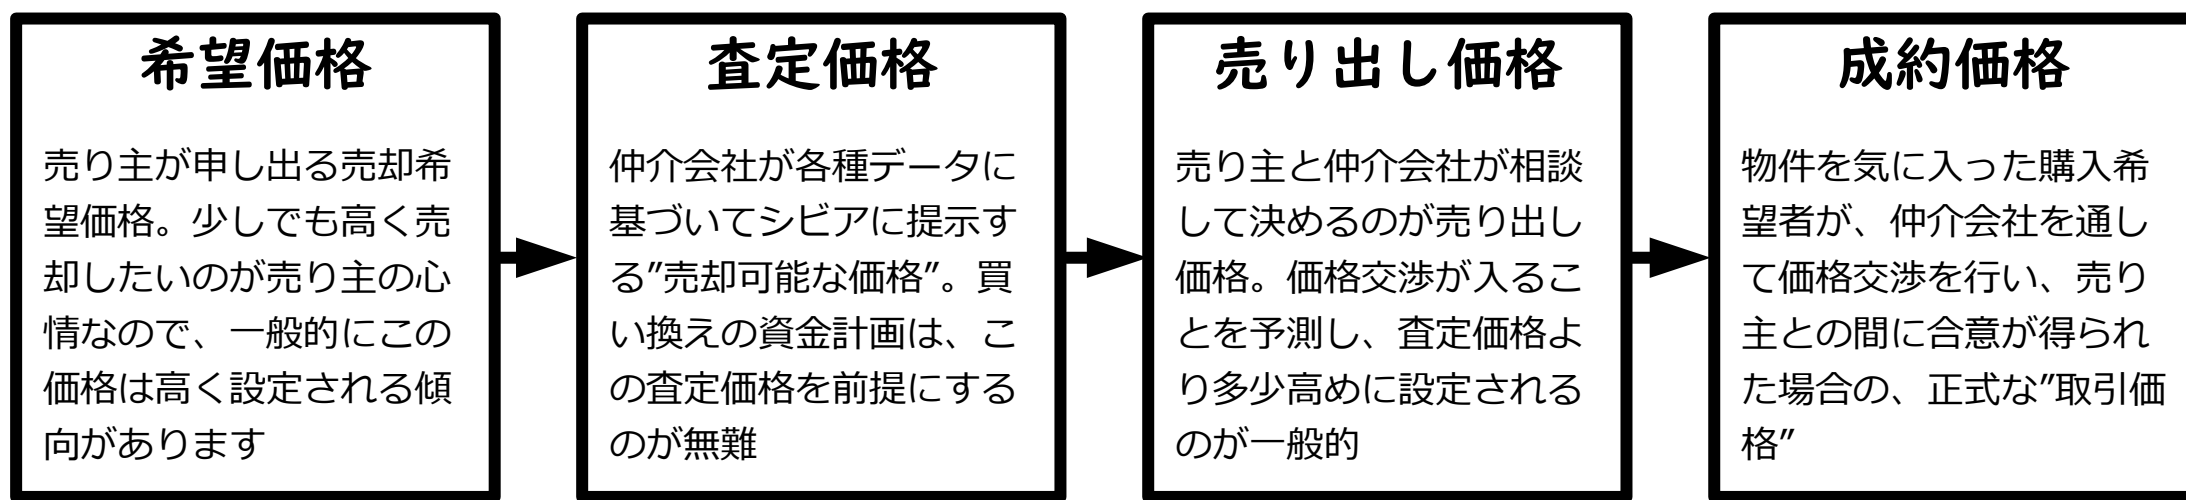 希望価格
売り主が申し出る売却希
望価格。少しでも高く売
却したいのが売り主の心
情なので、一般的にこの
価格は高く設定される傾
向があります
査定価格
仲介会社が各種データに
基づいてシビアに提示す
る"売却可能な価格"。買
い換えの資金計画は、こ
の査定価格を前提にする
のが無難
売り出し価格
売り主と仲介会社が相談
して決めるのが売り出し
価格。価格交渉が入るこ
とを予測し、査定価格よ
り多少高めに設定される
のが一般的
成約価格
物件を気に入った購入希
望者が、仲介会社を通し
て価格交渉を行い、売り
主との間に合意が得られ
た場合の、正式な"取引価
格"